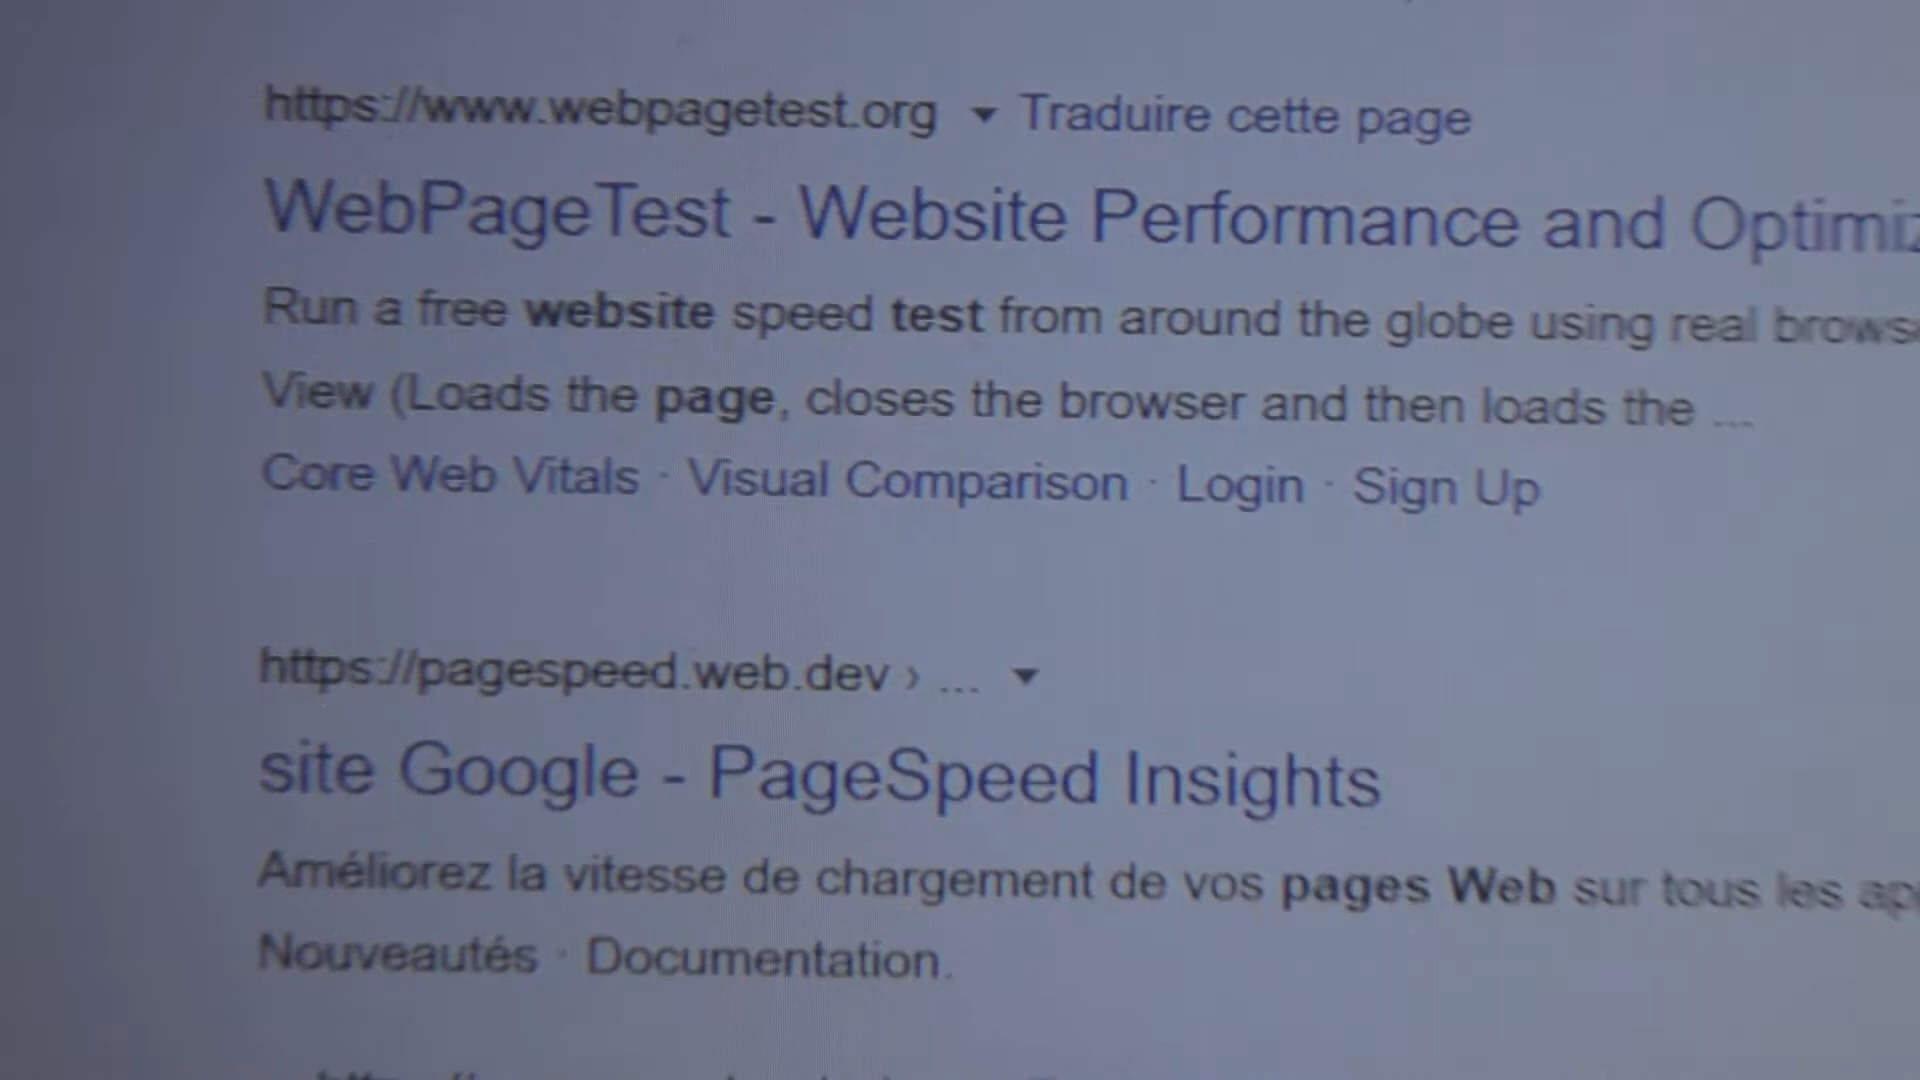 https://www.webpagetest.org ▾ Traduire cette page
WebPageTest - Website Performance and
Run a free website speed test from around the globe using real
View (Loads the page, closes the browser and then loads the ...
Core Web Vitals · Visual Comparison · Login · Sign Up
https://pagespeed.web.dev › ... ▾
site Google - PageSpeed Insights
Améliorez la vitesse de chargement de vos pages Web sur tous les
Nouveautés · Documentation.